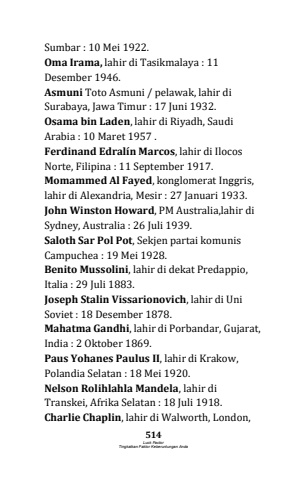 Sumbar : 10 Mei 1922.
Oma Irama, lahir di Tasikmalaya : 11
Desember 1946.
Asmuni Toto Asmuni / pelawak, lahir di
Surabaya, Jawa Timur : 17 Juni 1932.
Osama bin Laden, lahir di Riyadh, Saudi
Arabia : 10 Maret 1957 .
Ferdinand Edralín Marcos, lahir di Ilocos
Norte, Filipina : 11 September 1917.
Momammed Al Fayed, konglomerat Inggris,
lahir di Alexandria, Mesir : 27 Januari 1933.
John Winston Howard, PM Australia,lahir di
Sydney, Australia : 26 Juli 1939.
Saloth Sar Pol Pot, Sekjen partai komunis
Campuchea : 19 Mei 1928.
Benito Mussolini, lahir di dekat Predappio,
Italia : 29 Juli 1883.
Joseph Stalin Vissarionovich, lahir di Uni
Soviet : 18 Desember 1878.
Mahatma Gandhi, lahir di Porbandar, Gujarat,
India : 2 Oktober 1869.
Paus Yohanes Paulus II, lahir di Krakow,
Polandia Selatan : 18 Mei 1920.
Nelson Rolihlahla Mandela, lahir di
Transkei, Afrika Selatan : 18 Juli 1918.
Charlie Chaplin, lahir di Walworth, London,
514
Luck Factor
Tingkatkan Faktor Keberuntungan Anda